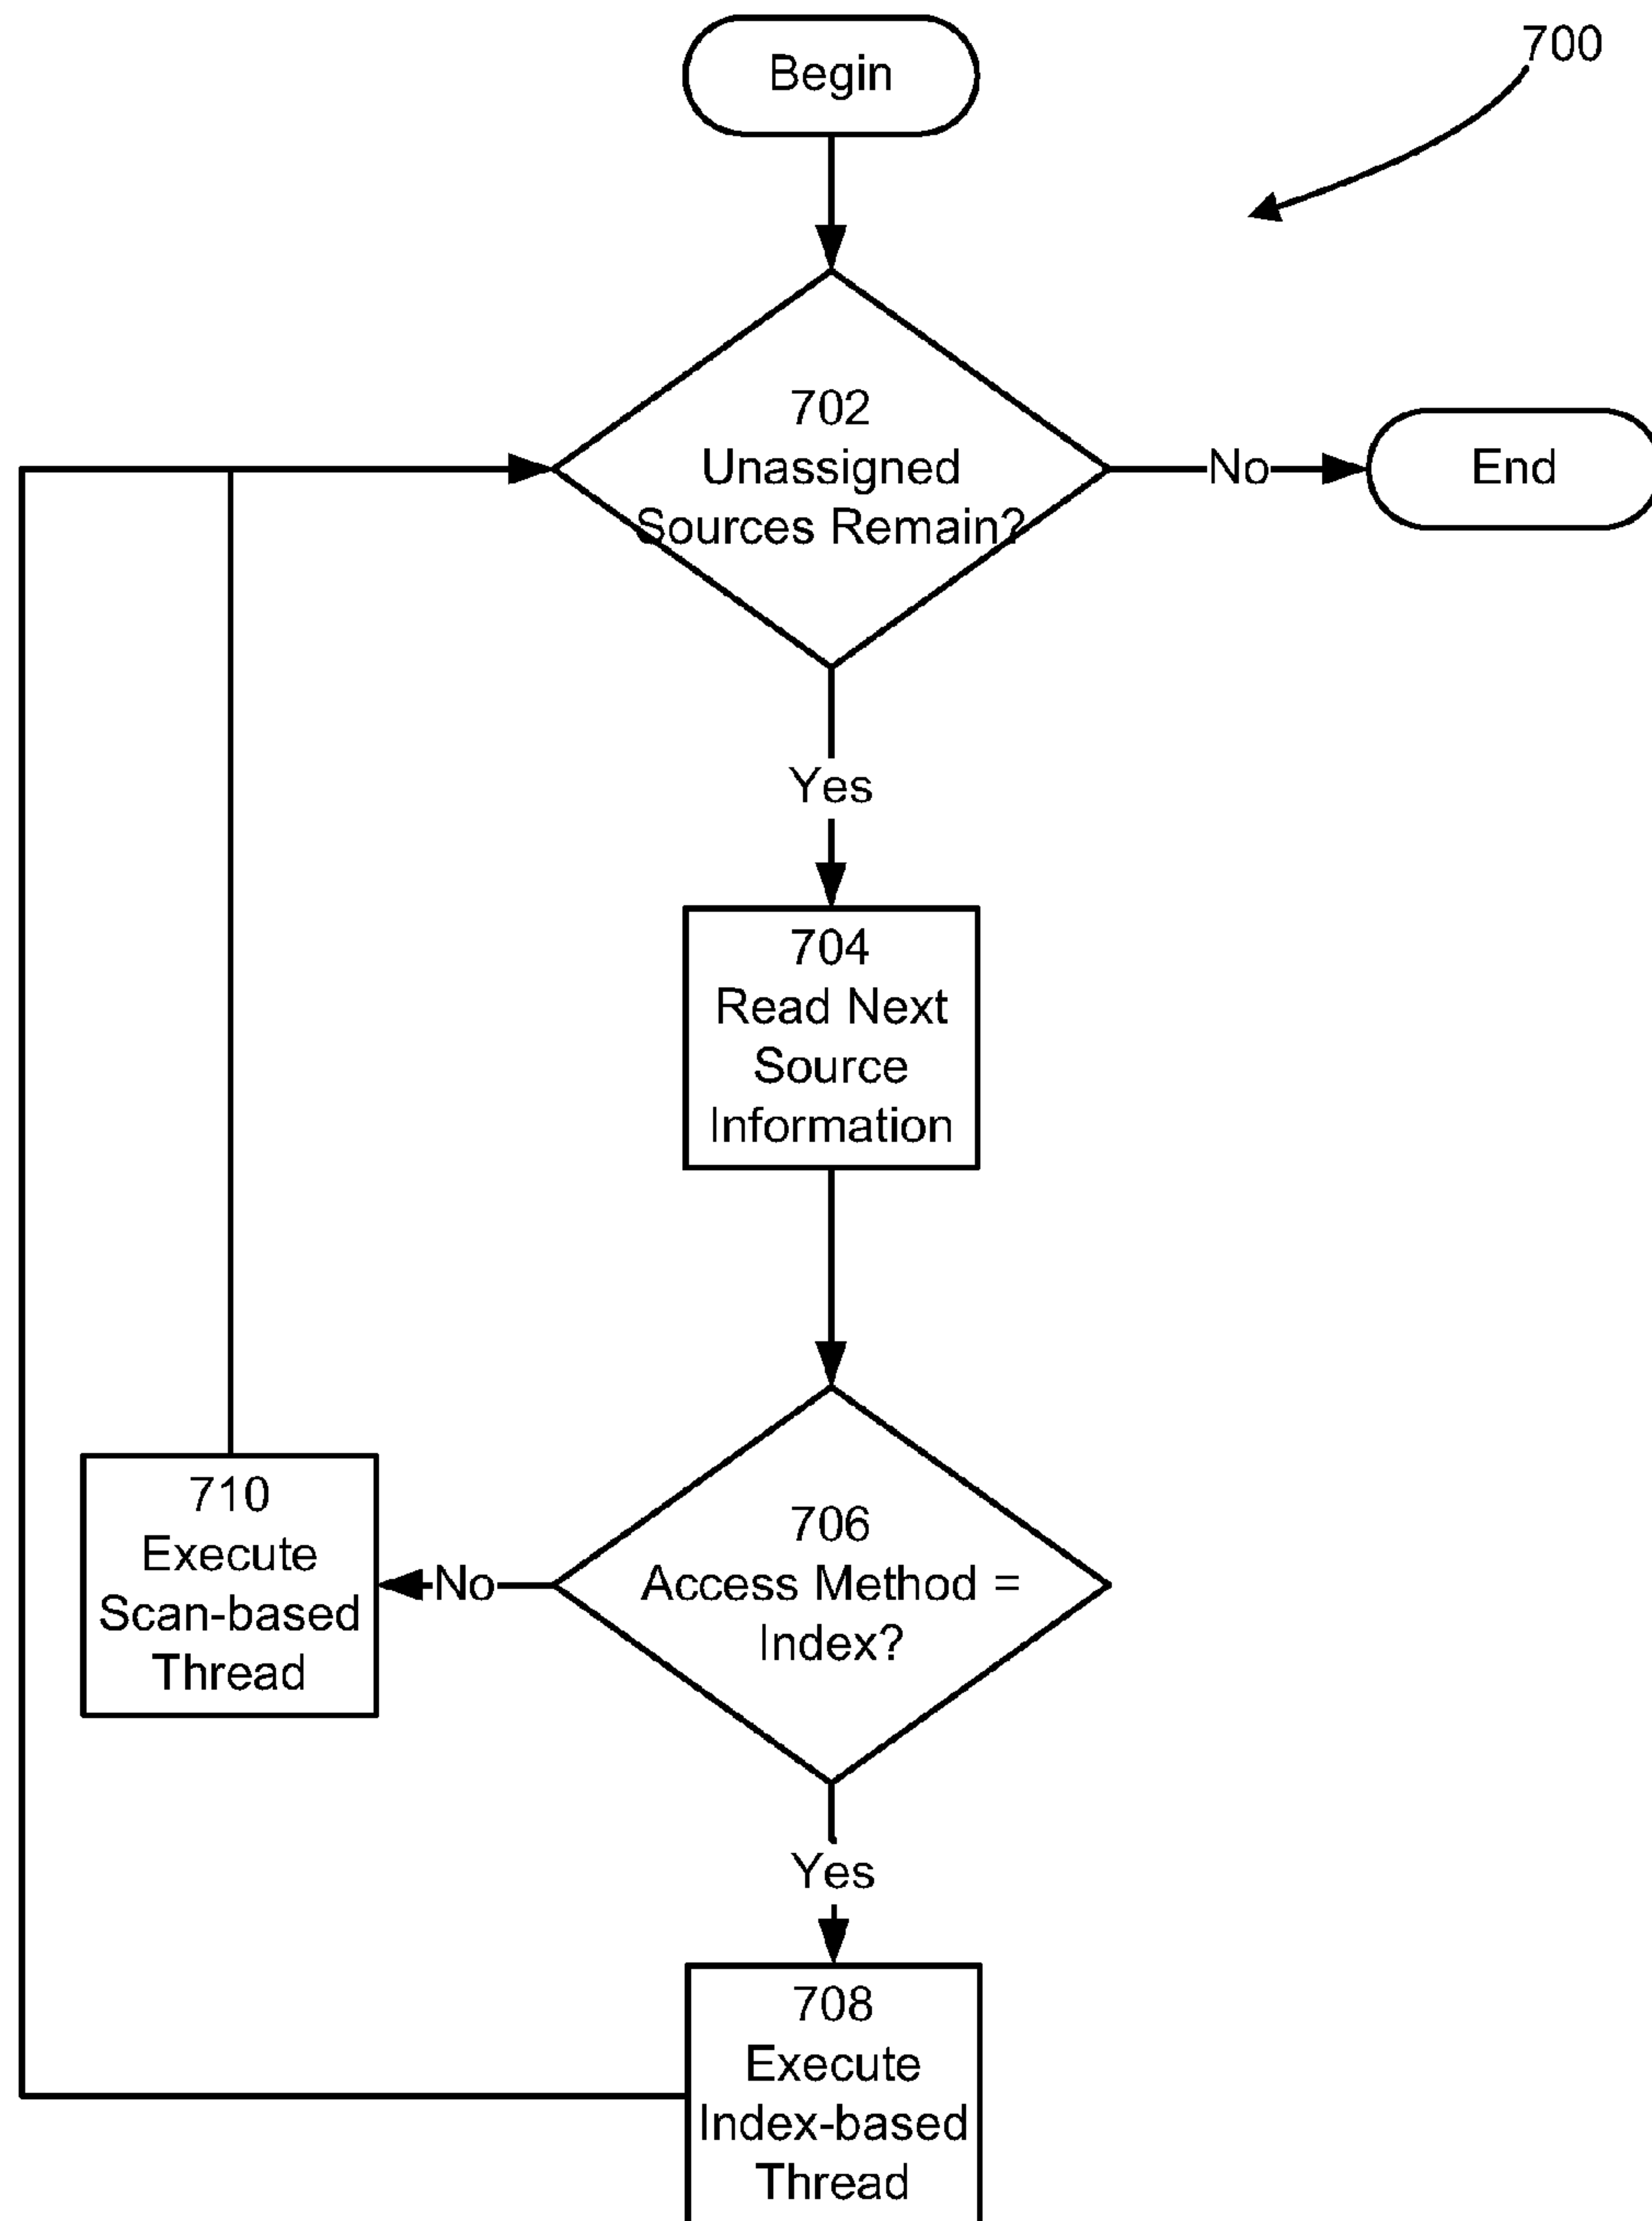 Begin
700
702
Unassigned
Sources Remain?
No
End
Yes
704
Read Next
Source
Information
710
Execute
Scan-based
Thread
No
706
Access Method =
Index?
Yes
708
Execute
Index-based
Thread